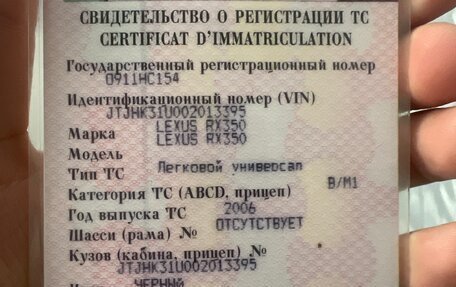 СВИДЕТЕЛЬСТВО О РЕГИСТРАЦИИ ТС
CERTIFICAT D'IMMATRICULATION
Государственный регистрационный номер
О911НС154
Идентификационный номер (VIN)
JTJHK31U002013395
Марка LEXUS RX350
Модель LEXUS RX350
Тип ТС Легковой универсал
Категория ТС (ABCD, прицеп) B/M1
Год выпуска ТС 2006
Шасси (рама) № ОТСУТСТВУЕТ
Кузов (кабина, прицеп) №
JTJHK31U002013395
ЧЕРНЫЙ